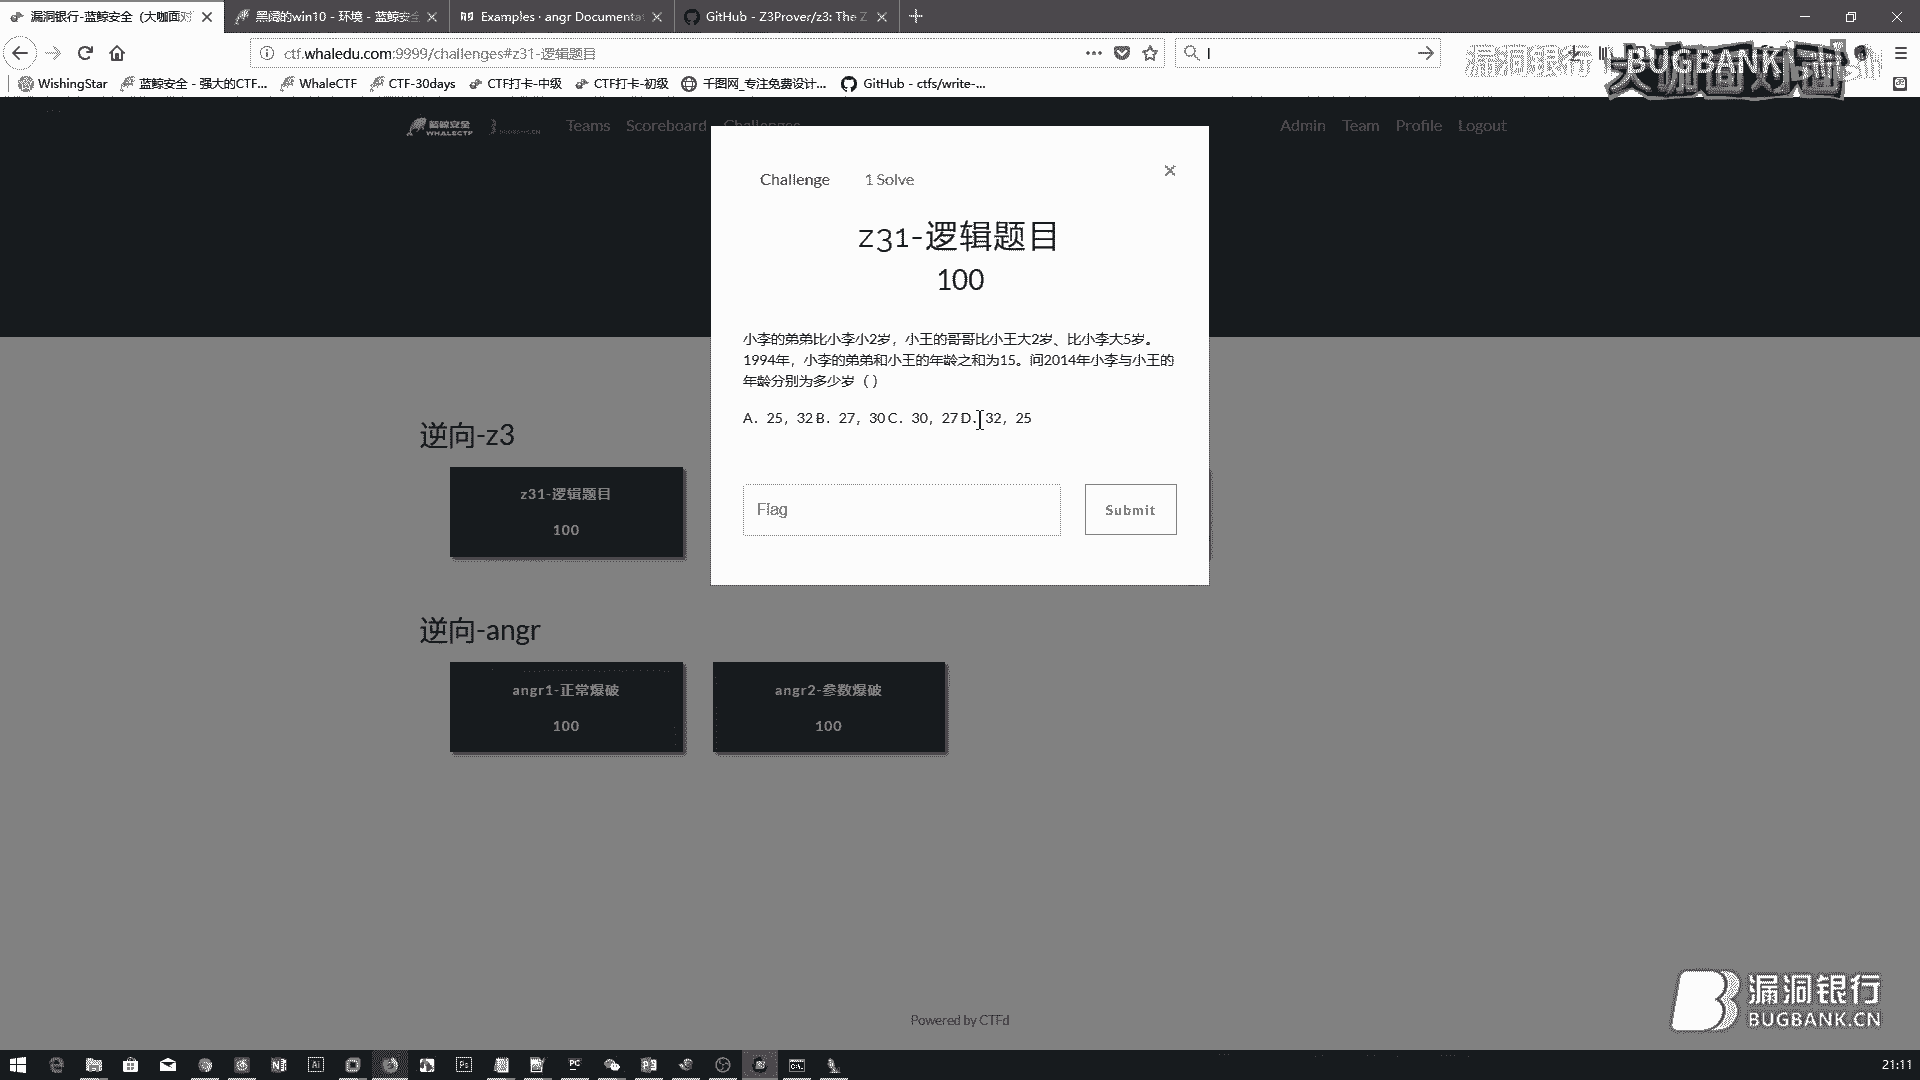 漏洞银行-蓝鲸安全（大咖面对
黑阔的win10 - 环境 - 蓝鲸安全
Examples · angr Documenta
GitHub - Z3Prover/z3: The Z
ctf.whaledu.com:9999/challenges#z31-逻辑题目
漏洞银行
BUGBANK
大咖面对面
WishingStar
蓝鲸安全 - 强大的CTF...
WhaleCTF
CTF-30days
CTF打卡-中级
CTF打卡-初级
千图网_专注免费设计...
GitHub - ctfs/write-...
蓝鲸安全
WHALECTF
Teams
Scoreboard
Challenges
Admin
Team
Profile
Logout
Challenge
1 Solve
z31-逻辑题目
100
小李的弟弟比小李小2岁，小王的哥哥比小王大2岁、比小李大5岁。
1994年，小李的弟弟和小王的年龄之和为15。问2014年小李与小王的
年龄分别为多少岁（ ）
A．25，32 B．27，30 C．30，27 D．32，25
Flag
Submit
逆向-z3
z31-逻辑题目
100
逆向-angr
angr1-正常爆破
100
angr2-参数爆破
100
Powered by CTFd
漏洞银行
BUGBANK.CN
21:11